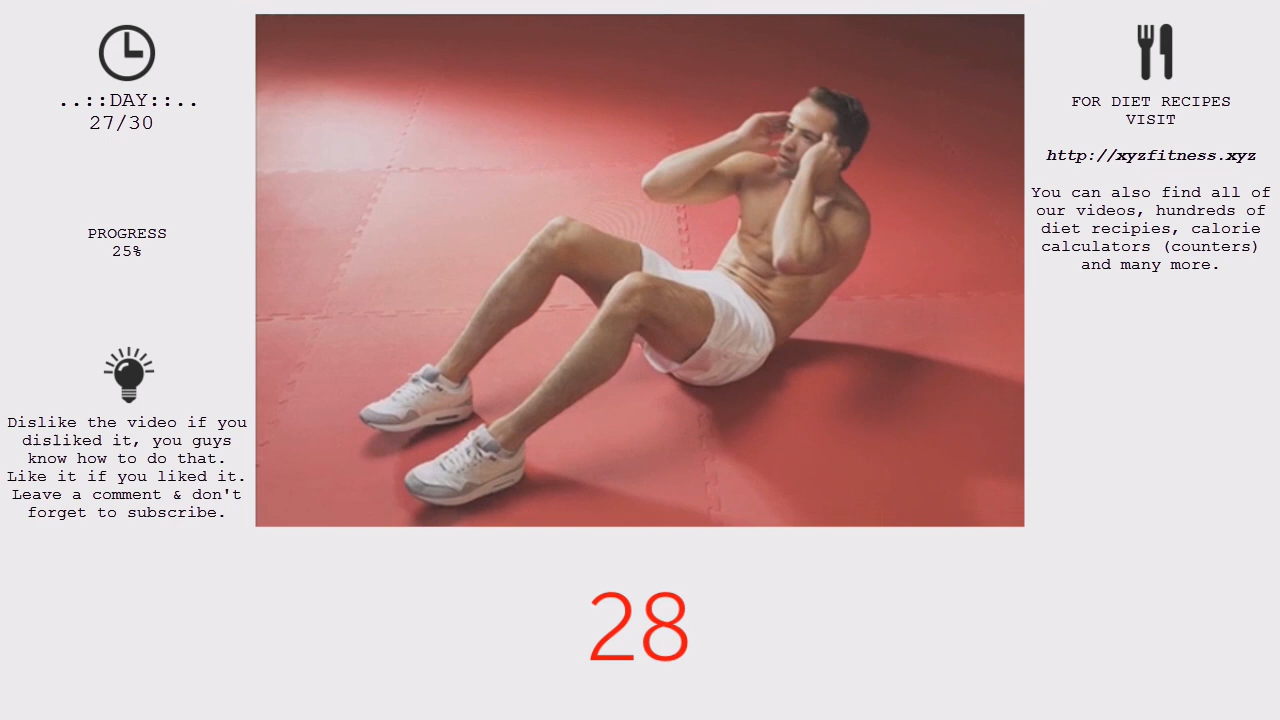 ..::DAY::..
27/30
PROGRESS
25%
Dislike the video if you
disliked it, you guys
know how to do that.
Like it if you liked it.
Leave a comment & don't
forget to subscribe.
FOR DIET RECIPES
VISIT
http://xyzfitness.xyz
You can also find all of
our videos, hundreds of
diet recipies, calorie
calculators (counters)
and many more.
28